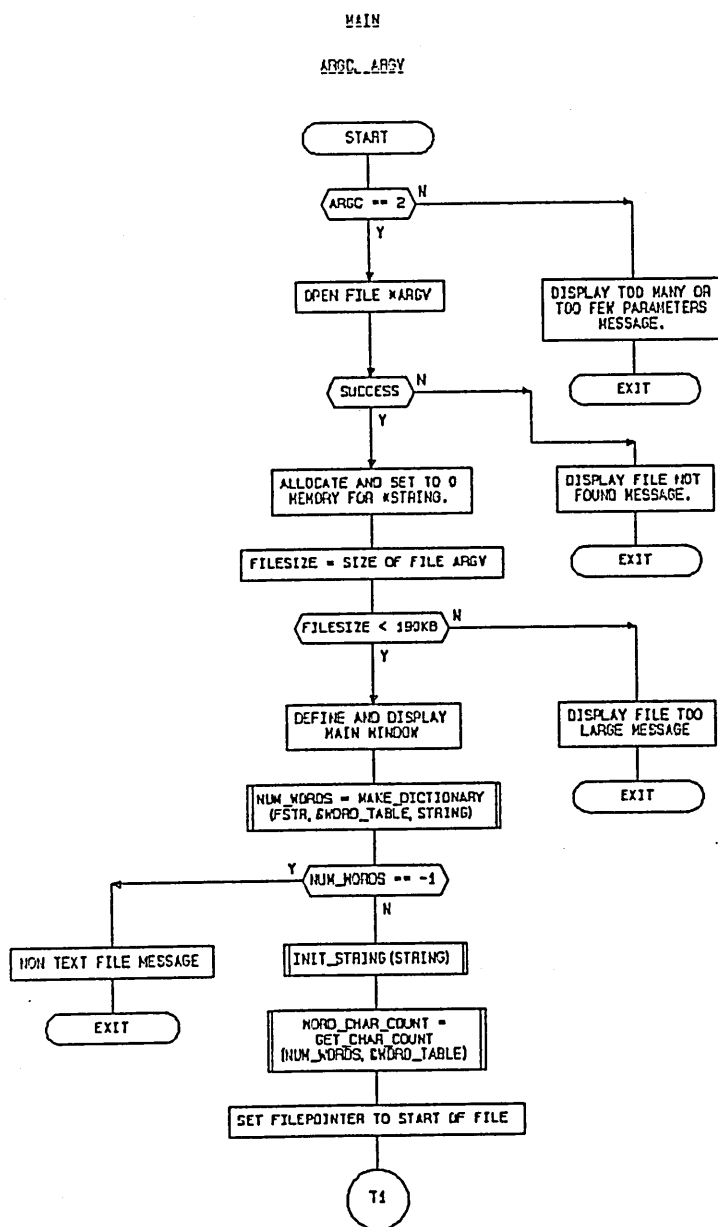 MAIN
ARGC, ARGV
START
ARGC == 2
N
Y
OPEN FILE *ARGV
DISPLAY TOO MANY OR
TOO FEW PARAMETERS
MESSAGE.
EXIT
SUCCESS
N
Y
ALLOCATE AND SET TO 0
MEMORY FOR *STRING.
DISPLAY FILE NOT
FOUND MESSAGE.
EXIT
FILESIZE = SIZE OF FILE ARGV
FILESIZE < 190KB
N
Y
DEFINE AND DISPLAY
MAIN WINDOW
DISPLAY FILE TOO
LARGE MESSAGE
EXIT
NUM_WORDS = MAKE_DICTIONARY
(FSTR, &WORD_TABLE, STRING)
Y
NUM_WORDS == -1
N
NON TEXT FILE MESSAGE
EXIT
INIT_STRING(STRING)
WORD_CHAR_COUNT =
GET_CHAR_COUNT
(NUM_WORDS, &WORD_TABLE)
SET FILEPOINTER TO START OF FILE
T1